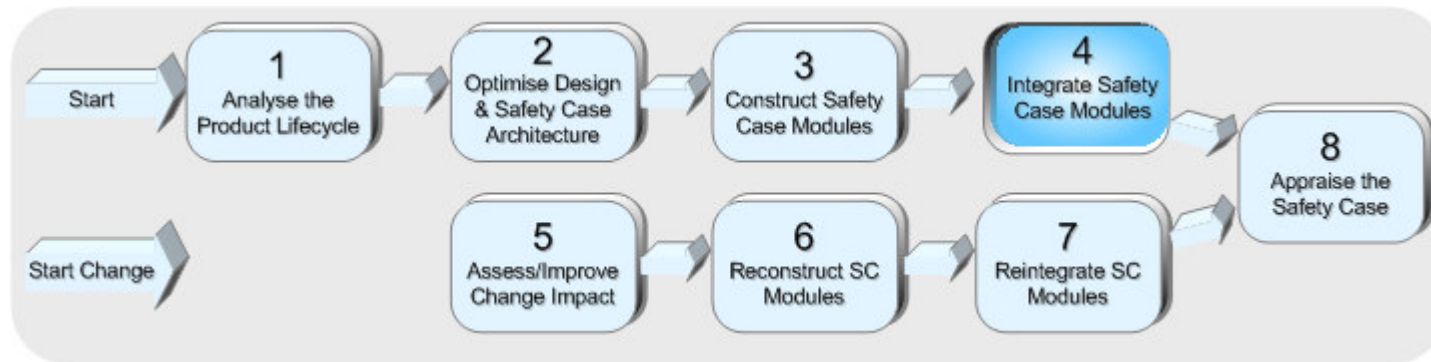 Start
1
Analyse the
Product Lifecycle
2
Optimise Design
& Safety Case
Architecture
3
Construct Safety
Case Modules
4
Integrate Safety
Case Modules
8
Appraise the
Safety Case
Start Change
5
Assess/Improve
Change Impact
6
Reconstruct SC
Modules
7
Reintegrate SC
Modules